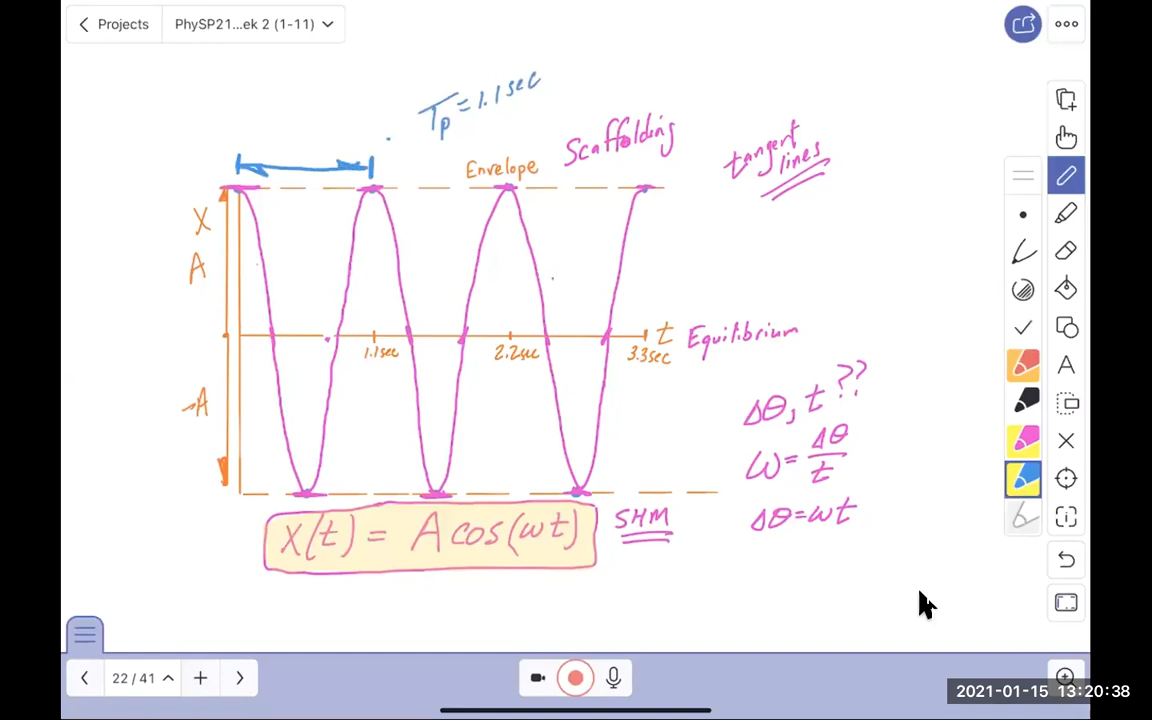 Projects
PhySP21...ek 2 (1-11)
Tp = 1.1 sec
Scaffolding
Envelope
tangent
lines
X
A
t
Equilibrium
1.1sec
2.2sec
3.3sec
-A
Δθ, t ??
ω = Δθ/t
Δθ=ωt
X(t) = A cos(ωt)
SHM
A
22 / 41
2021-01-15 13:20:38